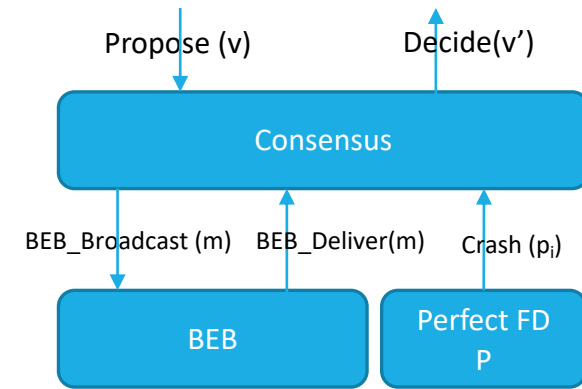 Propose (v)
Decide(v’)
Consensus
BEB_Broadcast (m)
BEB_Deliver(m)
Crash (pᵢ)
BEB
Perfect FD
P